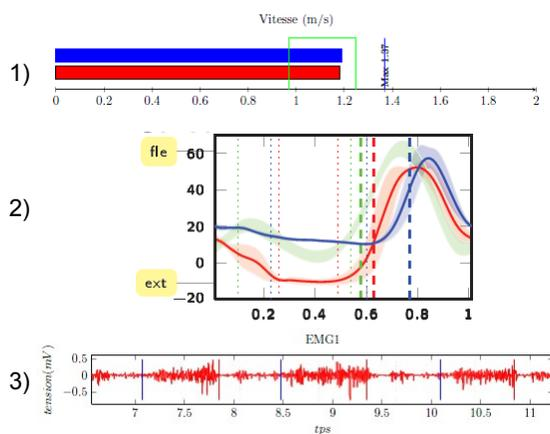 Vitesse (m/s)
1)
Max 1.37
0 0.2 0.4 0.6 0.8 1 1.2 1.4 1.6 1.8 2
2)
fle
60
40
20
0
ext
−20
0.2 0.4 0.6 0.8 1
EMG1
3)
tension(mV)
0.5
0
−0.5
7 7.5 8 8.5 9 9.5 10 10.5 11
tps